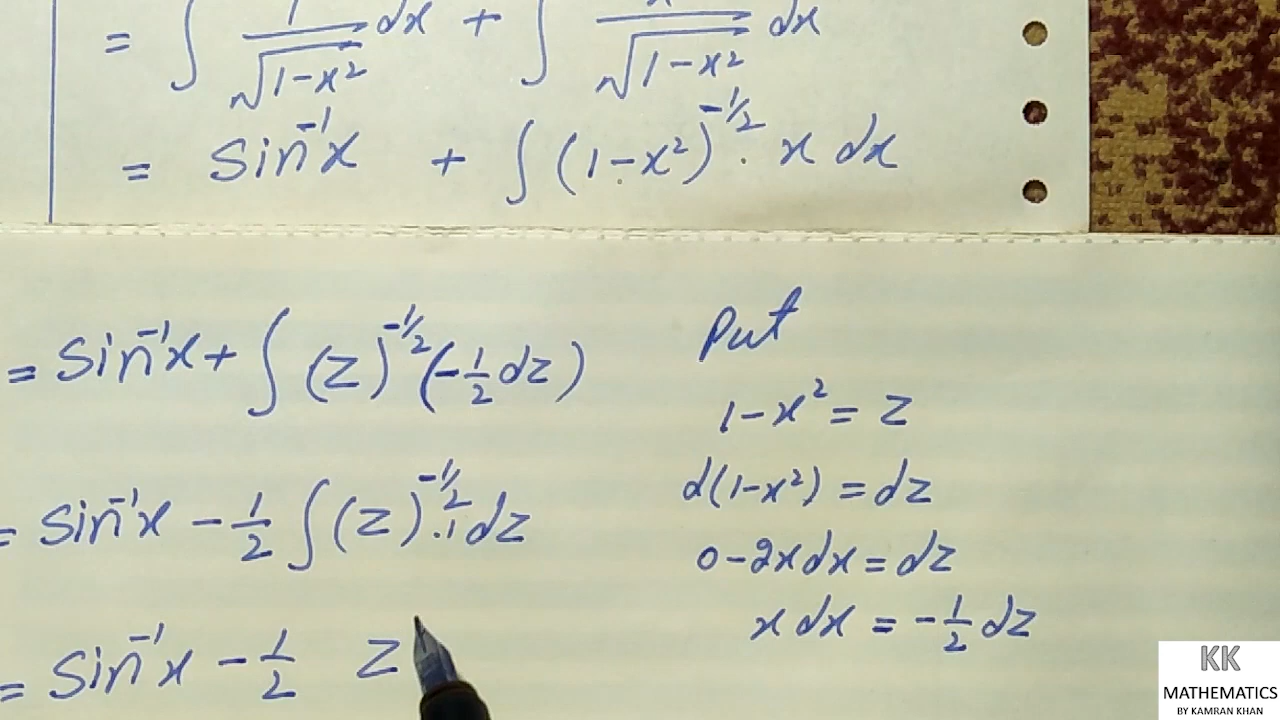 = ∫ 1/√(1-x²) dx + ∫ x/√(1-x²) dx
= Sin⁻¹x + ∫ (1-x²)^(-1/2) · x dx
= Sin⁻¹x + ∫ (z)^(-1/2) (-1/2 dz)
= Sin⁻¹x - 1/2 ∫ (z)^(-1/2) · 1 dz
= Sin⁻¹x - 1/2 z
Put
1-x² = z
d(1-x²) = dz
0-2x dx = dz
x dx = -1/2 dz
KK
MATHEMATICS
BY KAMRAN KHAN